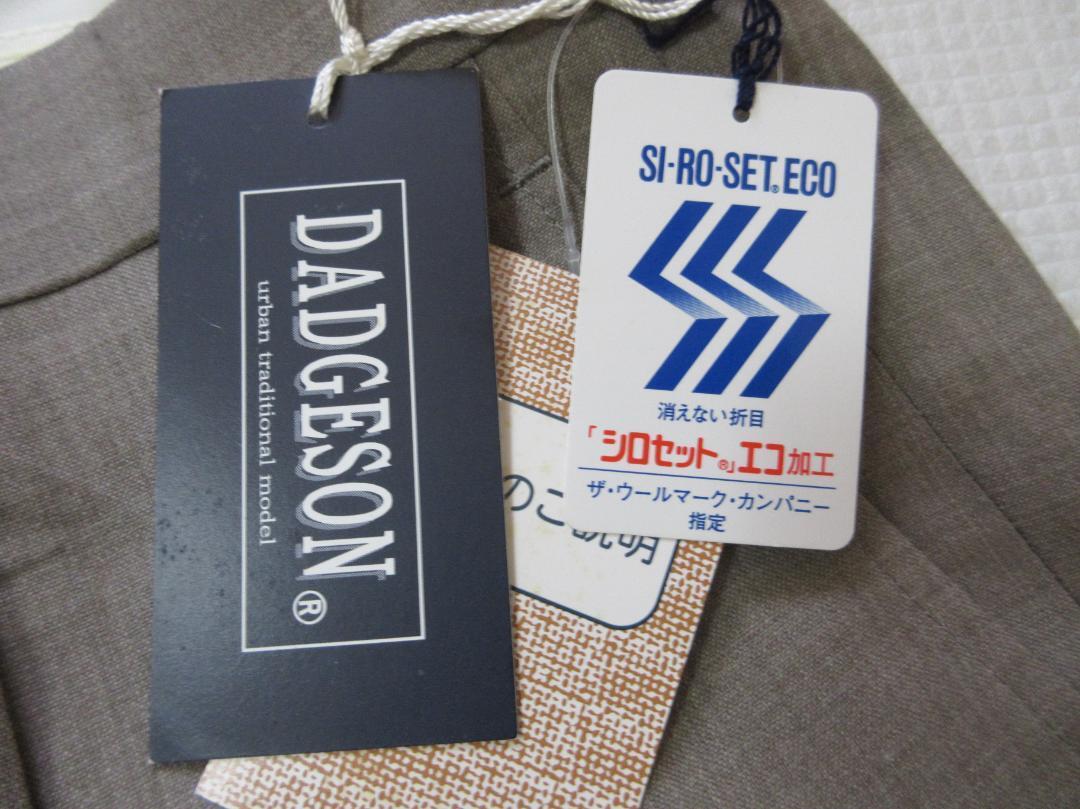 DADGESON®
urban traditional model
SI-RO-SET® ECO
消えない折目
「シロセット®」エコ加工
ザ・ウールマーク・カンパニー
指定
のご説明